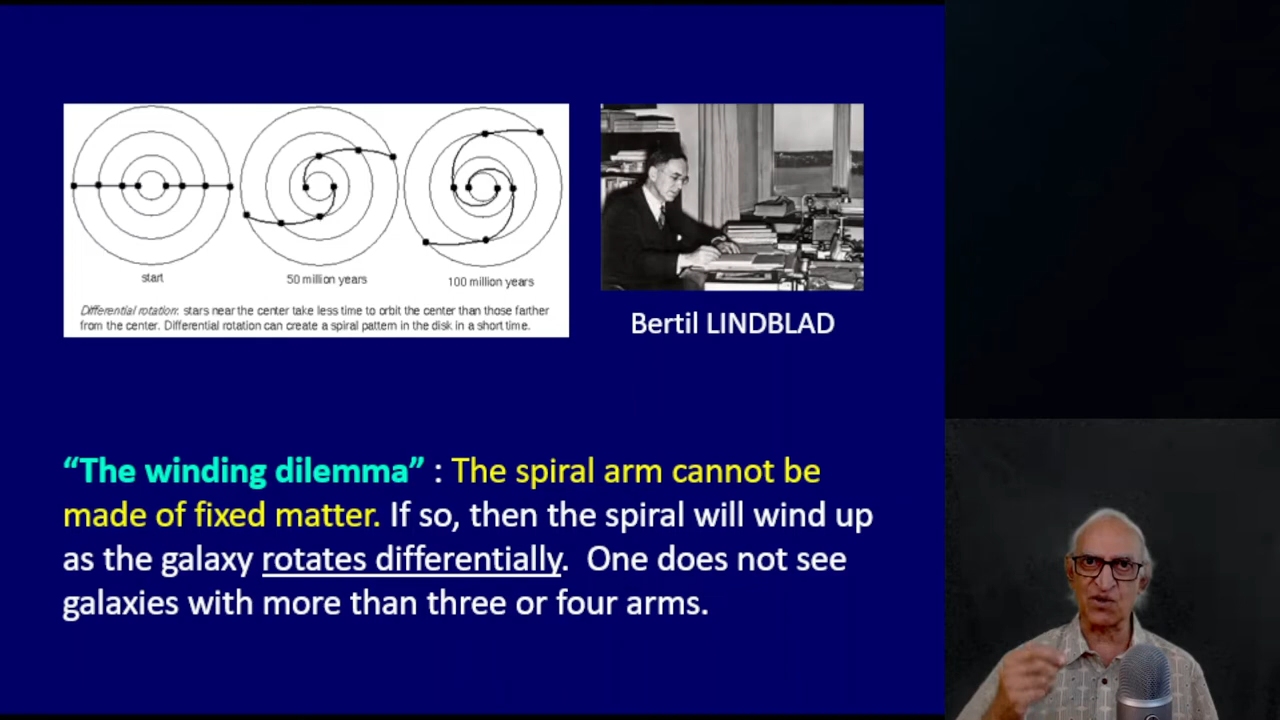 start
50 million years
100 million years
Differential rotation: stars near the center take less time to orbit the center than those farther
from the center. Differential rotation can create a spiral pattern in the disk in a short time.
Bertil LINDBLAD
“The winding dilemma” : The spiral arm cannot be
made of fixed matter. If so, then the spiral will wind up
as the galaxy rotates differentially.  One does not see
galaxies with more than three or four arms.